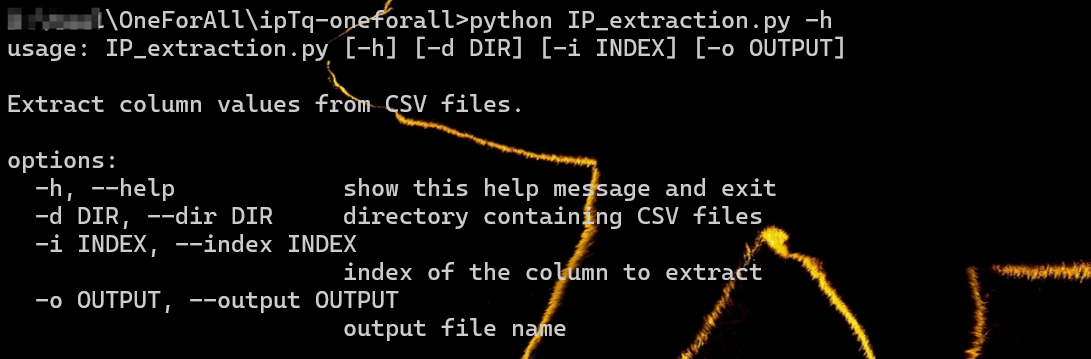 \OneForAll\ipTq-oneforall>python IP_extraction.py -h
usage: IP_extraction.py [-h] [-d DIR] [-i INDEX] [-o OUTPUT]
Extract column values from CSV files.
options:
-h, --help show this help message and exit
-d DIR, --dir DIR directory containing CSV files
-i INDEX, --index INDEX
index of the column to extract
-o OUTPUT, --output OUTPUT
output file name